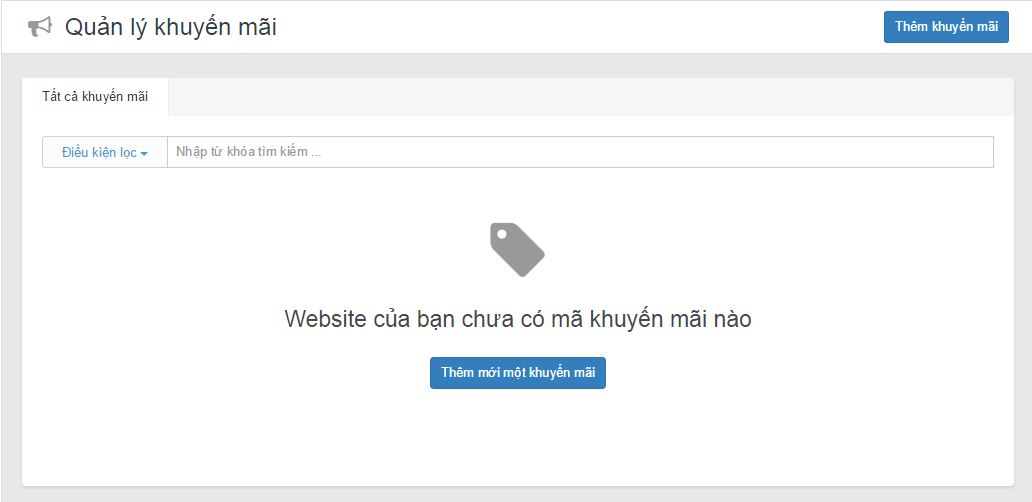 Quản lý khuyến mãi
Thêm khuyến mãi
Tất cả khuyến mãi
Điều kiện lọc
Nhập từ khóa tìm kiếm ...
Website của bạn chưa có mã khuyến mãi nào
Thêm mới một khuyến mãi